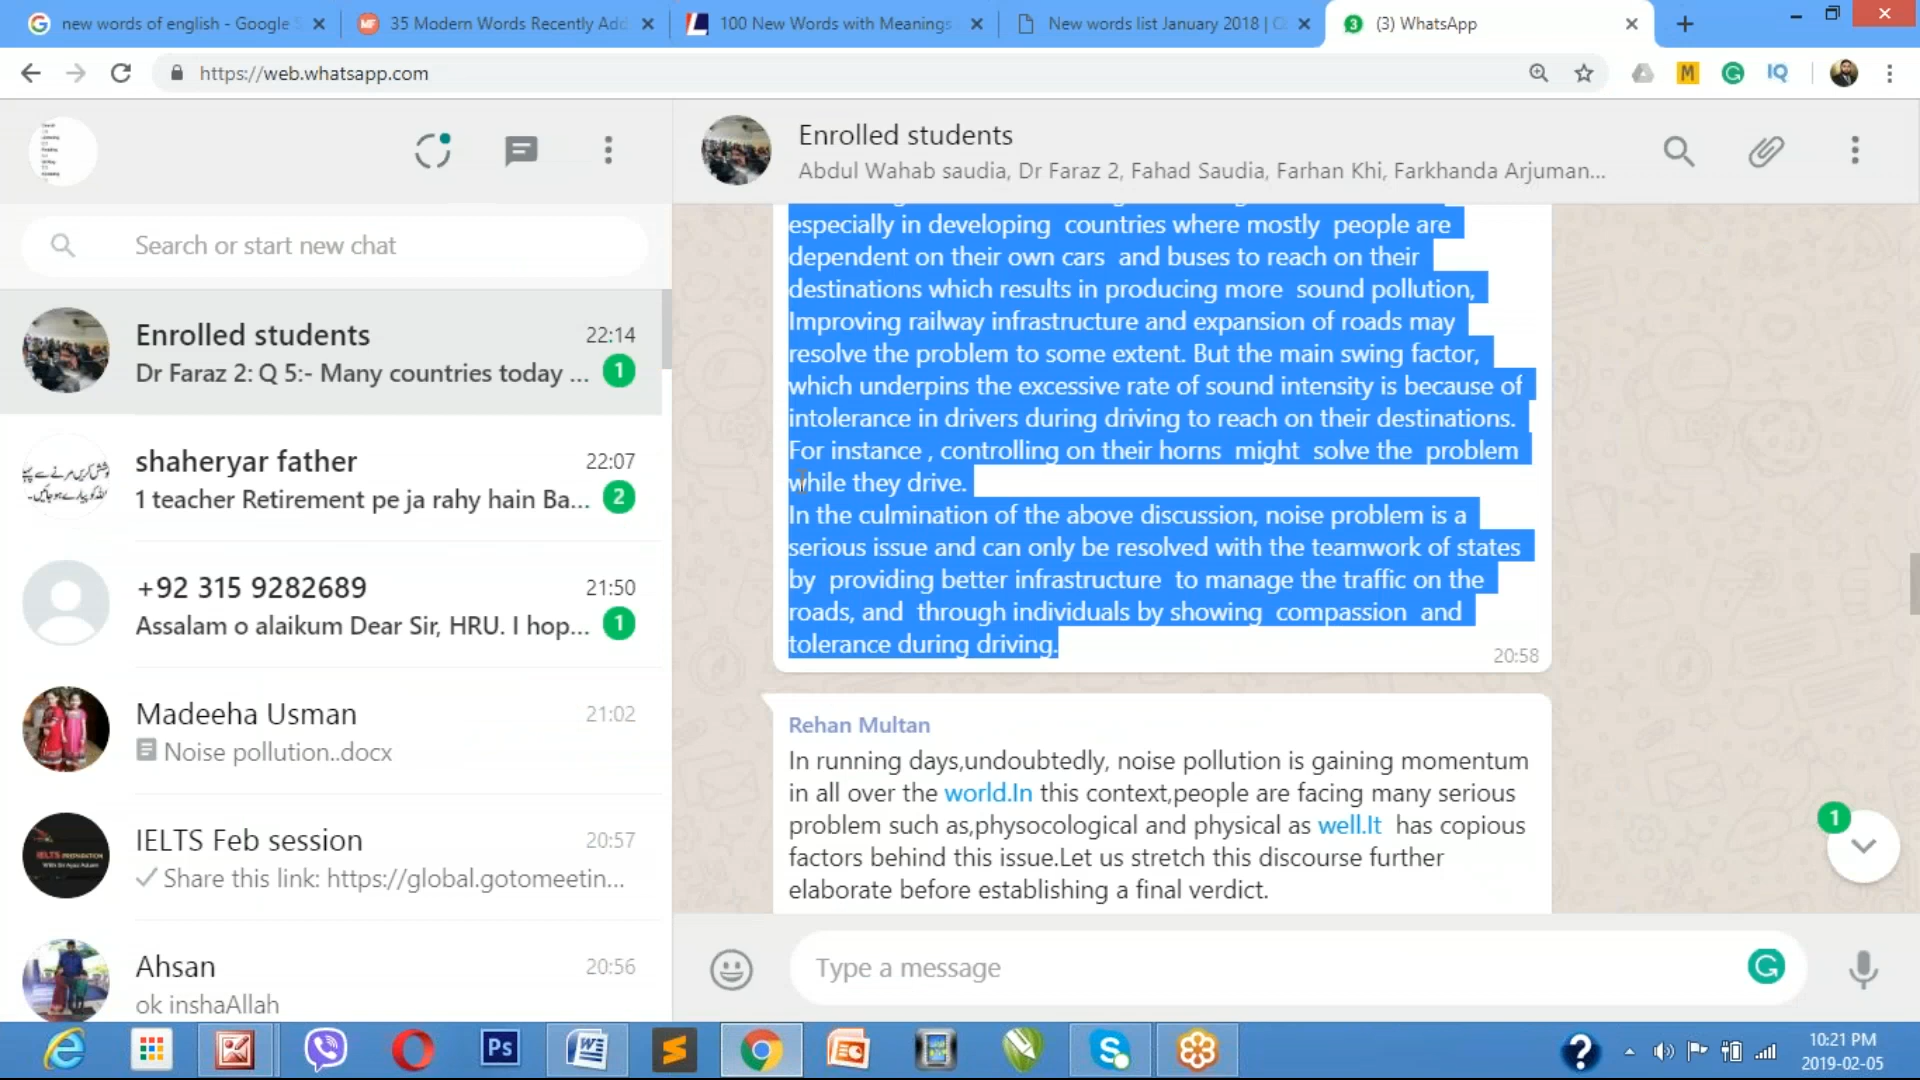 new words of english - Google S
35 Modern Words Recently Add
100 New Words with Meanings
New words list January 2018 | O
(3) WhatsApp
https://web.whatsapp.com
Enrolled students
Abdul Wahab saudia, Dr Faraz 2, Fahad Saudia, Farhan Khi, Farkhanda Arjuman...
Search or start new chat
Enrolled students
22:14
Dr Faraz 2: Q 5:- Many countries today ...
1
shaheryar father
22:07
1 teacher Retirement pe ja rahy hain Ba...
2
+92 315 9282689
21:50
Assalam o alaikum Dear Sir, HRU. I hop...
1
Madeeha Usman
21:02
Noise pollution..docx
IELTS Feb session
20:57
Share this link: https://global.gotomeetin...
Ahsan
20:56
ok inshaAllah
especially in developing  countries where mostly  people are
dependent on their own cars  and buses to reach on their
destinations which results in producing more  sound pollution,
Improving railway infrastructure and expansion of roads may
resolve the problem to some extent. But the main swing factor,
which underpins the excessive rate of sound intensity is because of
intolerance in drivers during driving to reach on their destinations.
For instance , controlling on their horns  might  solve the  problem
while they drive.
In the culmination of the above discussion, noise problem is a
serious issue and can only be resolved with the teamwork of states
by  providing better infrastructure  to manage the traffic on the
roads, and  through individuals by showing  compassion  and
tolerance during driving.
20:58
Rehan Multan
In running days,undoubtedly, noise pollution is gaining momentum
in all over the world.In this context,people are facing many serious
problem such as,physocological and physical as well.It  has copious
factors behind this issue.Let us stretch this discourse further
elaborate before establishing a final verdict.
1
Type a message
10:21 PM
2019-02-05